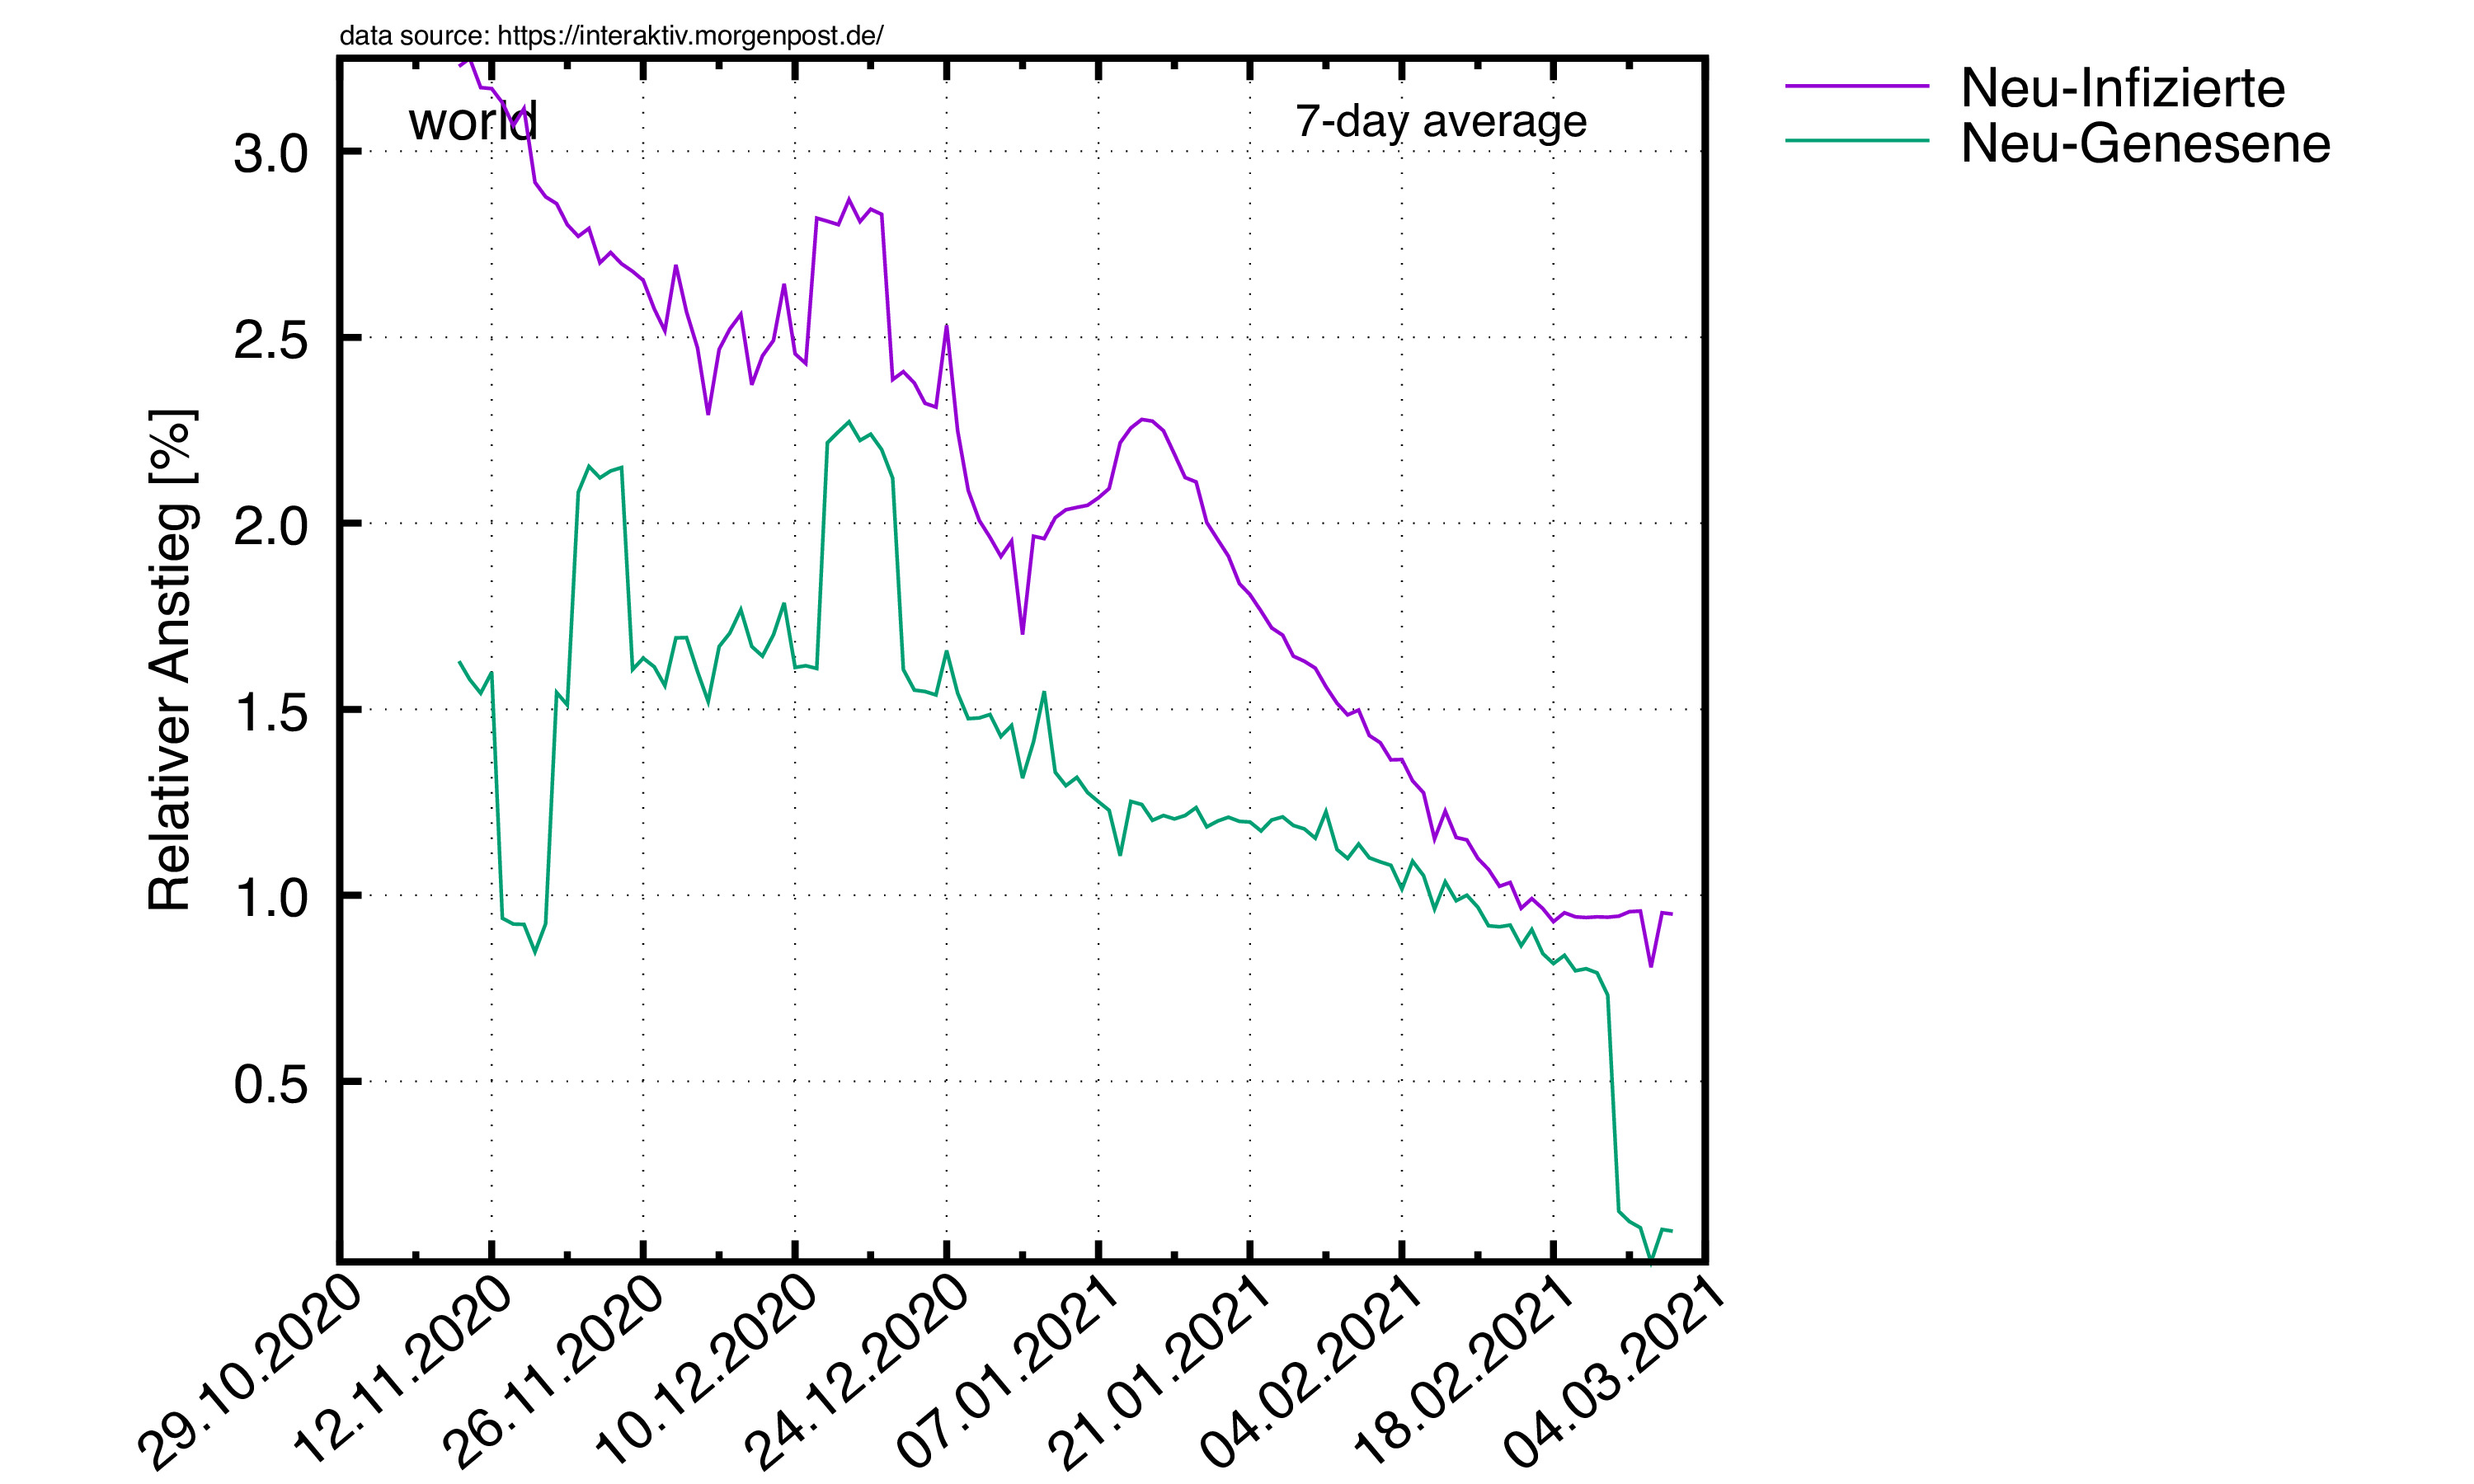 data source: https://interaktiv.morgenpost.de/
Neu-Infizierte
Neu-Genesene
world
7-day average
Relativer Anstieg [%]
3.0
2.5
2.0
1.5
1.0
0.5
29.10.2020
12.11.2020
26.11.2020
10.12.2020
24.12.2020
07.01.2021
21.01.2021
04.02.2021
18.02.2021
04.03.2021